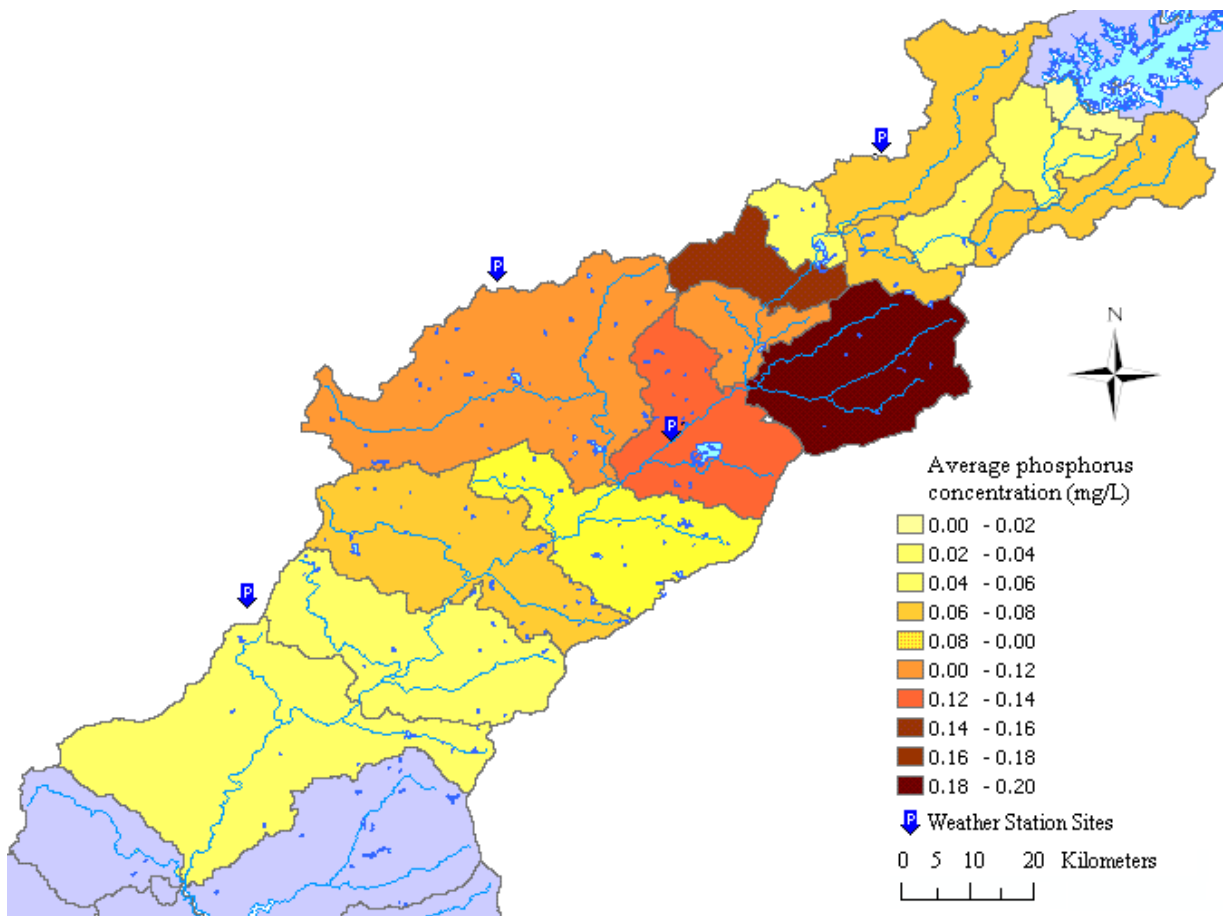 P
P
N
P
Average phosphorus
concentration (mg/L)
0.00 - 0.02
0.02 - 0.04
0.04 - 0.06
0.06 - 0.08
0.08 - 0.00
0.00 - 0.12
0.12 - 0.14
0.14 - 0.16
0.16 - 0.18
0.18 - 0.20
P
P Weather Station Sites
0 5 10 20 Kilometers